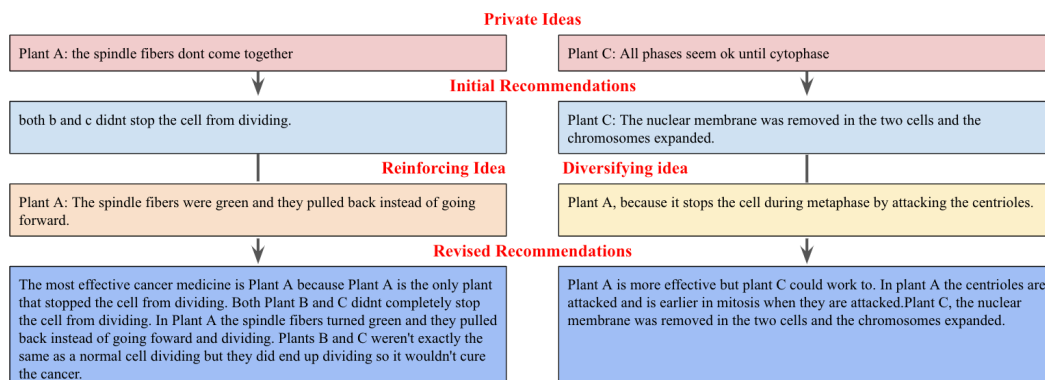 Private Ideas
Plant A: the spindle fibers dont come together
Plant C: All phases seem ok until cytophase
Initial Recommendations
both b and c didnt stop the cell from dividing.
Plant C: The nuclear membrane was removed in the two cells and the
chromosomes expanded.
Reinforcing Idea
Diversifying idea
Plant A: The spindle fibers were green and they pulled back instead of going
forward.
Plant A, because it stops the cell during metaphase by attacking the centrioles.
Revised Recommendations
The most effective cancer medicine is Plant A because Plant A is the only plant
that stopped the cell from dividing. Both Plant B and C didnt completely stop
the cell from dividing. In Plant A the spindle fibers turned green and they pulled
back instead of going foward and dividing. Plants B and C weren't exactly the
same as a normal cell dividing but they did end up dividing so it wouldn't cure
the cancer.
Plant A is more effective but plant C could work to. In plant A the centrioles are
attacked and is earlier in mitosis when they are attacked.Plant C, the nuclear
membrane was removed in the two cells and the chromosomes expanded.